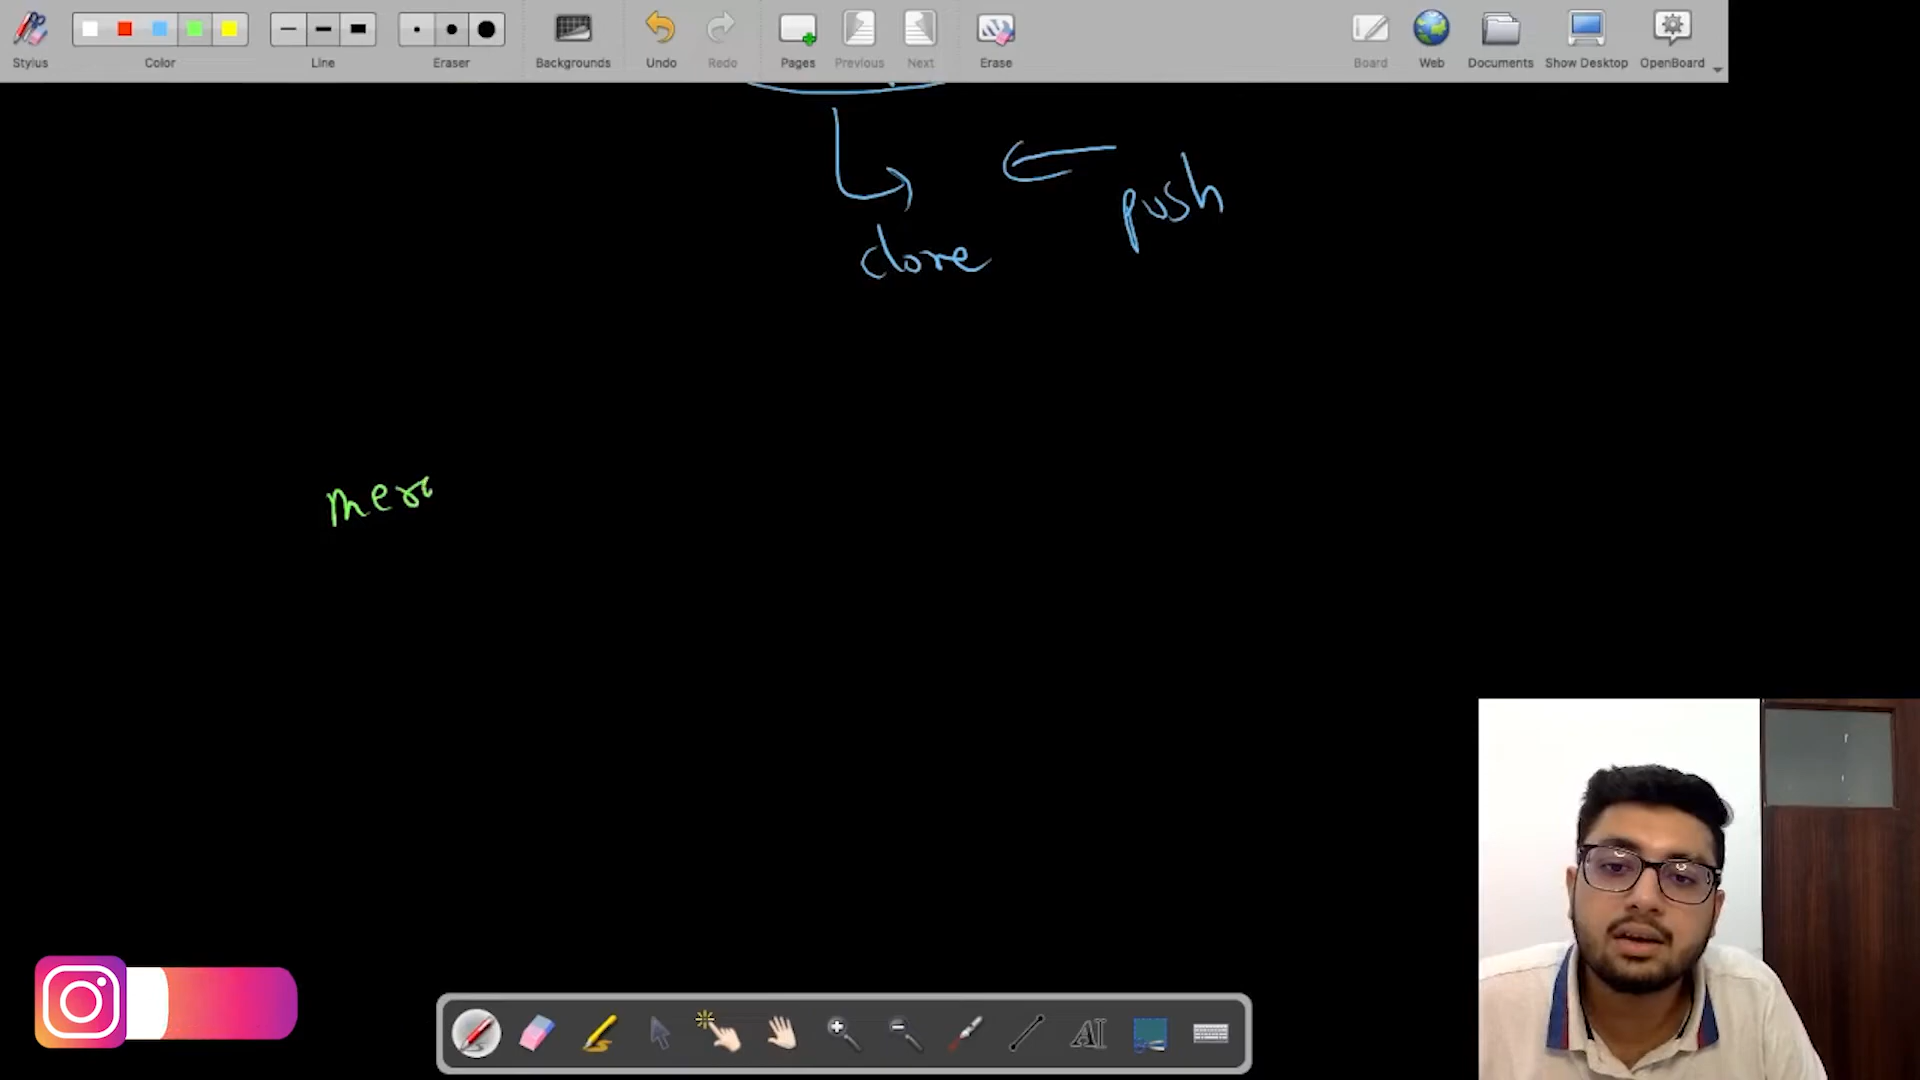 Stylus Color Line Eraser Backgrounds Undo Redo Pages Previous Next Erase Board Web Documents Show Desktop OpenBoard
push
clone
mer
AI